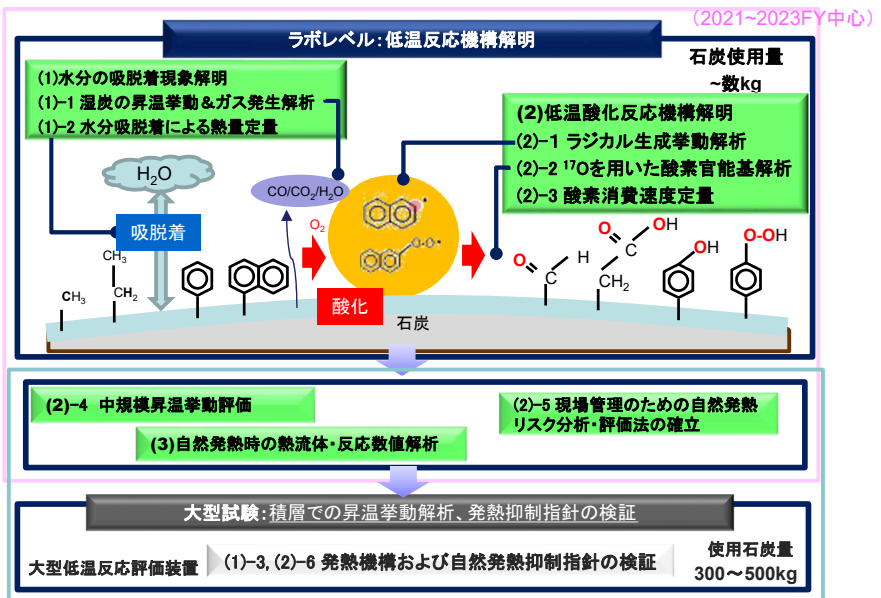 (2021~2023FY中心)
ラボレベル：低温反応機構解明
石炭使用量
~数kg
(1)水分の吸脱着現象解明
(1)-1 湿炭の昇温挙動＆ガス発生解析
(1)-2 水分吸脱着による熱量定量
(2)低温酸化反応機構解明
(2)-1 ラジカル生成挙動解析
(2)-2 ¹⁷Oを用いた酸素官能基解析
(2)-3 酸素消費速度定量
H₂O
CO/CO₂/H₂O
O₂
吸脱着
CH₃
CH₂
CH₃
O-O•
O
C
H
O
OH
C
CH₂
OH
O-OH
酸化
石炭
(2)-4 中規模昇温挙動評価
(2)-5 現場管理のための自然発熱
リスク分析・評価法の確立
(3)自然発熱時の熱流体・反応数値解析
大型試験：積層での昇温挙動解析、発熱抑制指針の検証
大型低温反応評価装置
(1)-3, (2)-6 発熱機構および自然発熱抑制指針の検証
使用石炭量
300～500kg